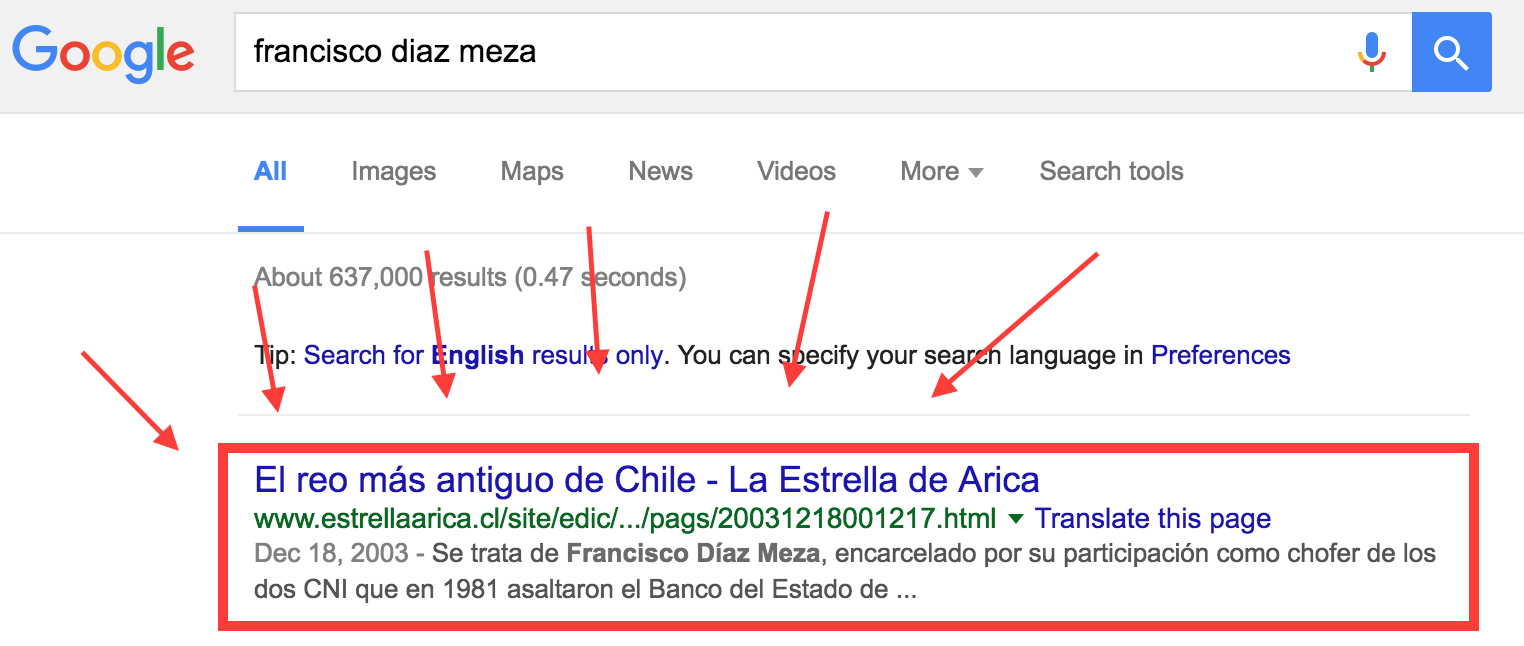 Google
francisco diaz meza
All Images Maps News Videos More Search tools
About 637,000 results (0.47 seconds)
Tip: Search for English results only. You can specify your search language in Preferences
El reo más antiguo de Chile - La Estrella de Arica
www.estrellaarica.cl/site/edic/.../pags/20031218001217.html Translate this page
Dec 18, 2003 - Se trata de Francisco Díaz Meza, encarcelado por su participación como chofer de los
dos CNI que en 1981 asaltaron el Banco del Estado de ...